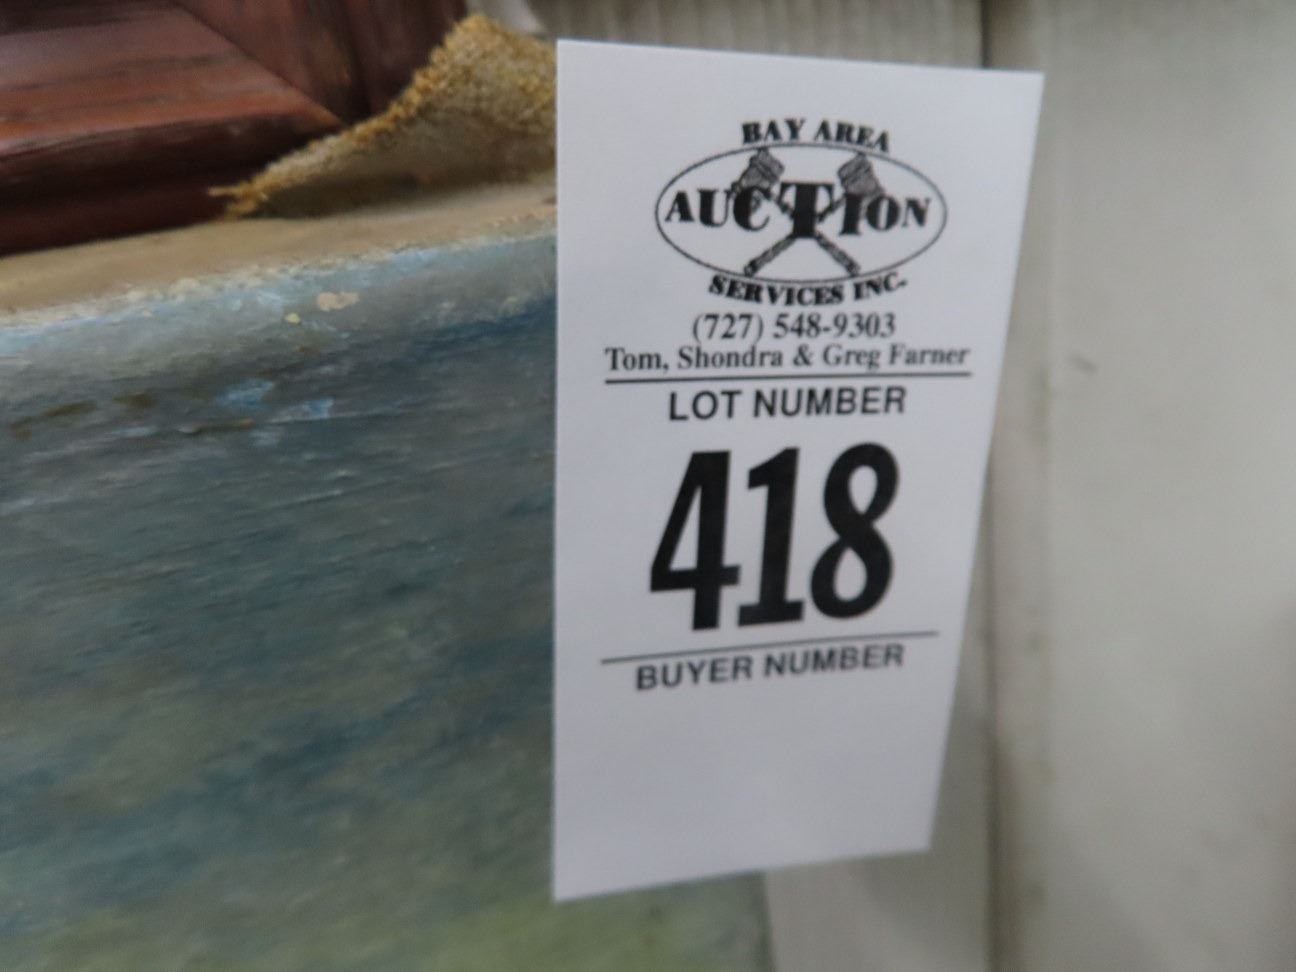 BAY AREA
AUCTION
SERVICES INC.
(727) 548-9303
Tom, Shondra & Greg Farner
LOT NUMBER
418
BUYER NUMBER